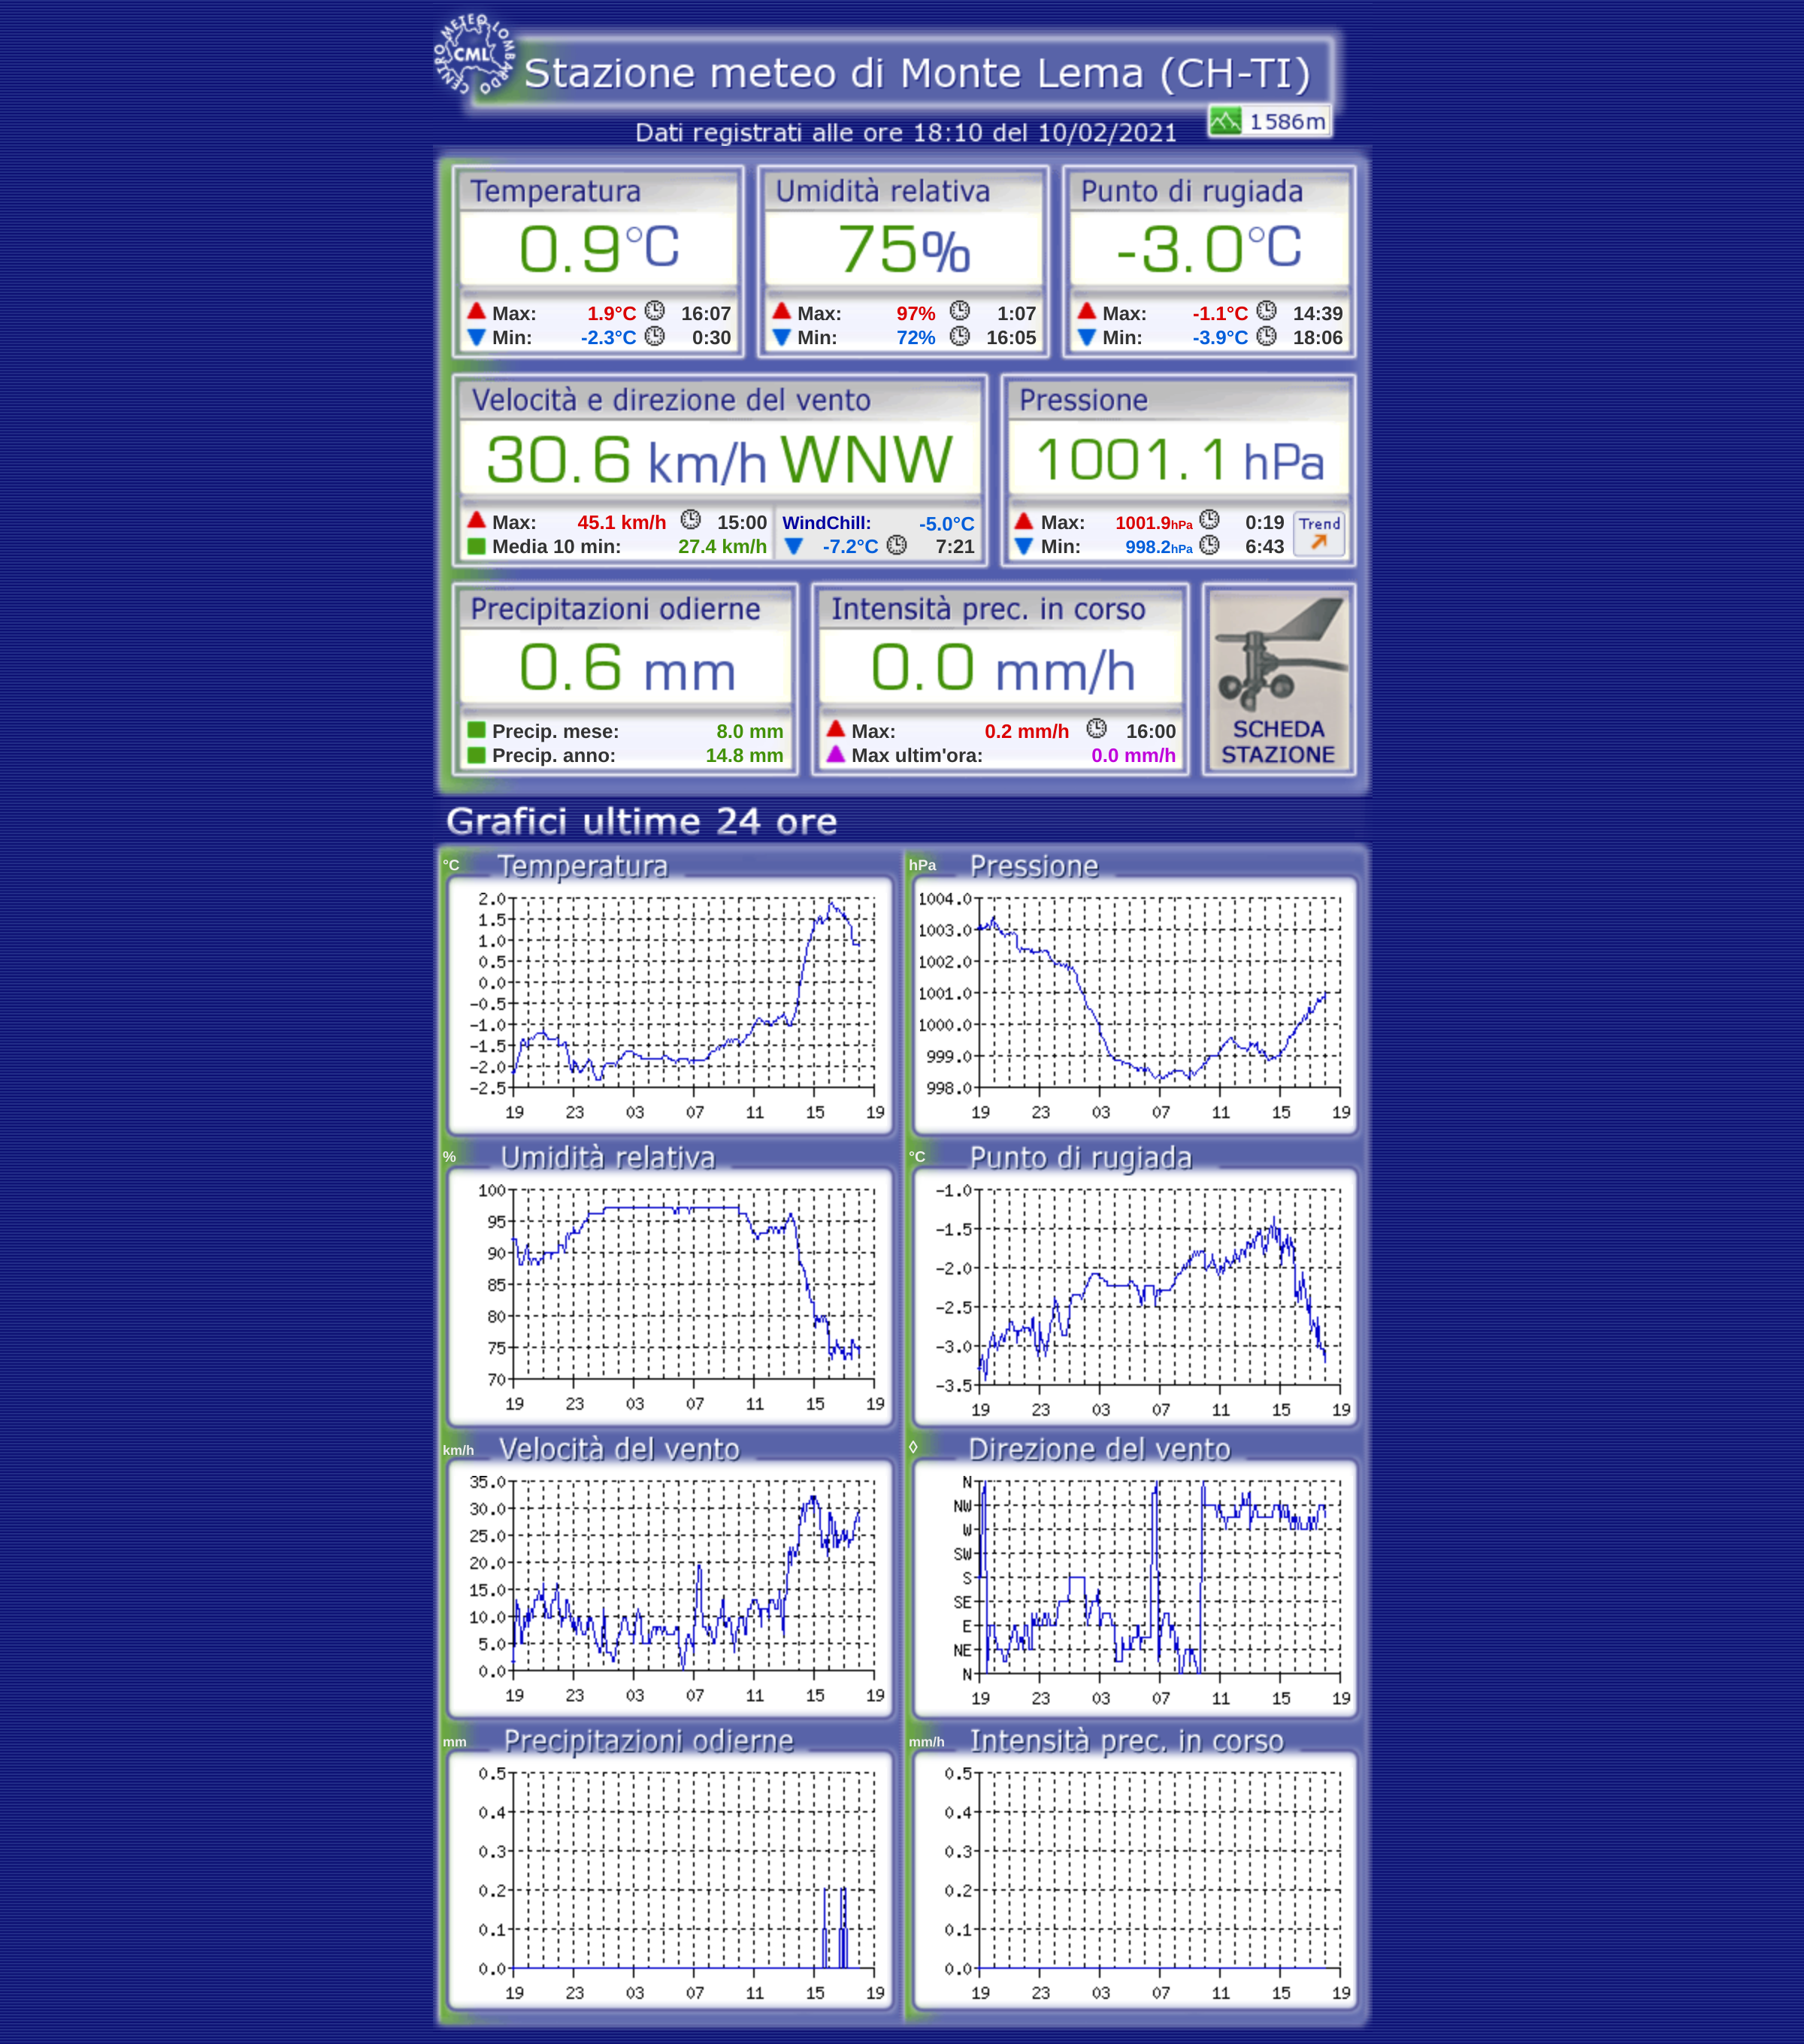 CENTRO METEO LOMBARDO
CML
Stazione meteo di Monte Lema (CH-TI)
1586m
Dati registrati alle ore 18:10 del 10/02/2021
Temperatura
0.9°C
Max: 1.9°C 16:07
Min: -2.3°C 0:30
Umidità relativa
75%
Max: 97% 1:07
Min: 72% 16:05
Punto di rugiada
-3.0°C
Max: -1.1°C 14:39
Min: -3.9°C 18:06
Velocità e direzione del vento
30.6 km/h WNW
Max: 45.1 km/h 15:00
Media 10 min: 27.4 km/h
WindChill: -5.0°C
-7.2°C 7:21
Pressione
1001.1 hPa
Max: 1001.9hPa 0:19
Min: 998.2hPa 6:43
Trend
Precipitazioni odierne
0.6 mm
Precip. mese: 8.0 mm
Precip. anno: 14.8 mm
Intensità prec. in corso
0.0 mm/h
Max: 0.2 mm/h 16:00
Max ultim'ora: 0.0 mm/h
SCHEDA
STAZIONE
Grafici ultime 24 ore
°C Temperatura
2.0
1.5
1.0
0.5
0.0
-0.5
-1.0
-1.5
-2.0
-2.5
19 23 03 07 11 15 19
hPa Pressione
1004.0
1003.0
1002.0
1001.0
1000.0
999.0
998.0
19 23 03 07 11 15 19
% Umidità relativa
100
95
90
85
80
75
70
19 23 03 07 11 15 19
°C Punto di rugiada
-1.0
-1.5
-2.0
-2.5
-3.0
-3.5
19 23 03 07 11 15 19
km/h Velocità del vento
35.0
30.0
25.0
20.0
15.0
10.0
5.0
0.0
19 23 03 07 11 15 19
◊ Direzione del vento
N
NW
W
SW
S
SE
E
NE
N
19 23 03 07 11 15 19
mm Precipitazioni odierne
0.5
0.4
0.3
0.2
0.1
0.0
19 23 03 07 11 15 19
mm/h Intensità prec. in corso
0.5
0.4
0.3
0.2
0.1
0.0
19 23 03 07 11 15 19